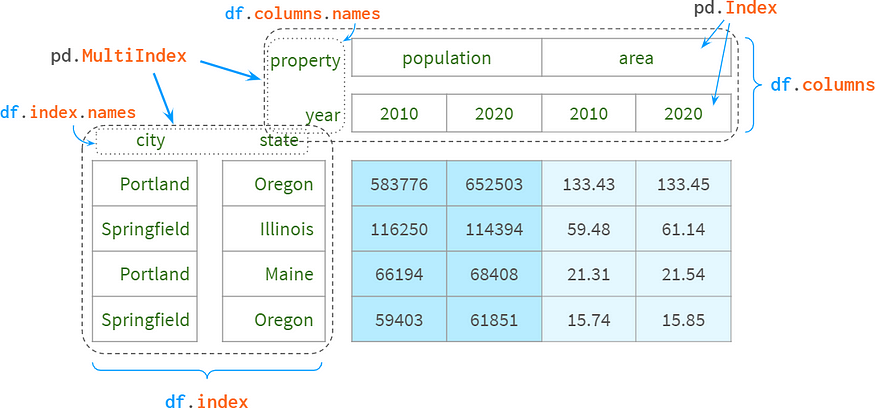 df.columns.names
pd.Index
pd.MultiIndex
property population area
df.columns
df.index.names
year 2010 2020 2010 2020
city state
Portland Oregon 583776 652503 133.43 133.45
Springfield Illinois 116250 114394 59.48 61.14
Portland Maine 66194 68408 21.31 21.54
Springfield Oregon 59403 61851 15.74 15.85
df.index